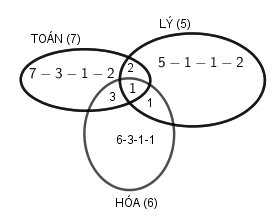 LÝ (5)
TOÁN (7)
7 − 3 − 1 − 2
2
5 − 1 − 1 − 2
3
1
1
6-3-1-1
HÓA (6)